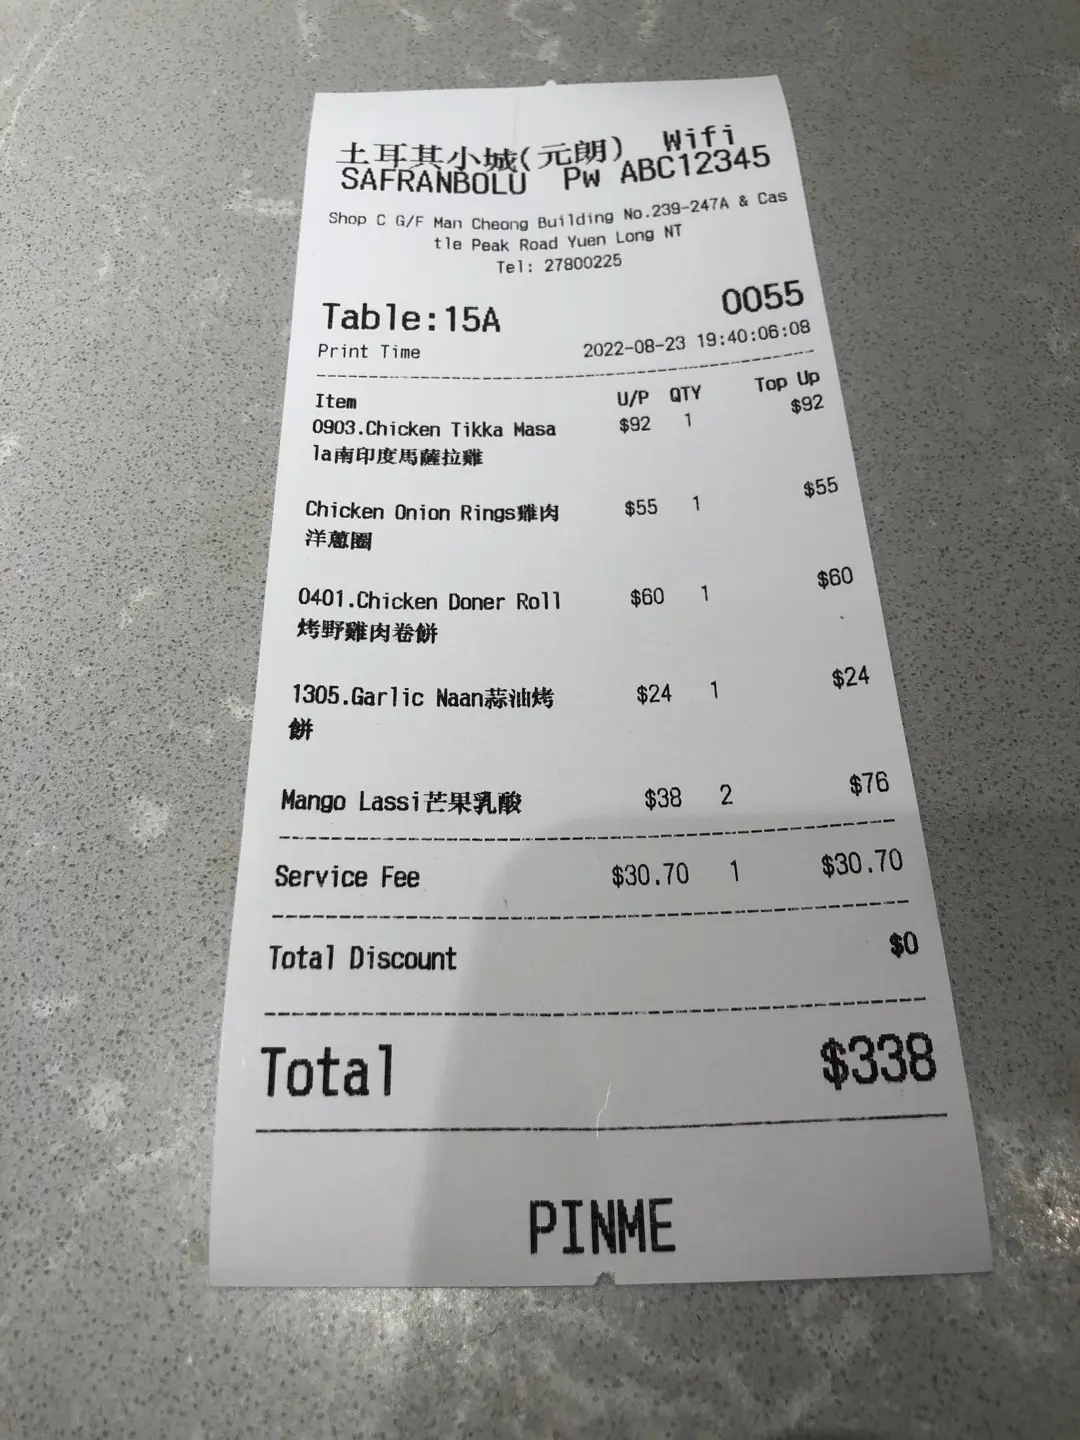 土耳其小城(元朗) Wifi
SAFRANBOLU Pw ABC12345
Shop C G/F Man Cheong Building No.239-247A & Cas
tle Peak Road Yuen Long NT
Tel: 27800225
Table:15A 0055
Print Time 2022-08-23 19:40:06:08
Item U/P QTY Top Up
0903.Chicken Tikka Masa $92 1 $92
la南印度馬薩拉雞
Chicken Onion Rings雞肉 $55 1 $55
洋蔥圈
0401.Chicken Doner Roll $60 1 $60
烤野雞肉卷餅
1305.Garlic Naan蒜油烤 $24 1 $24
餅
Mango Lassi芒果乳酸 $38 2 $76
Service Fee $30.70 1 $30.70
Total Discount $0
Total $338
PINME